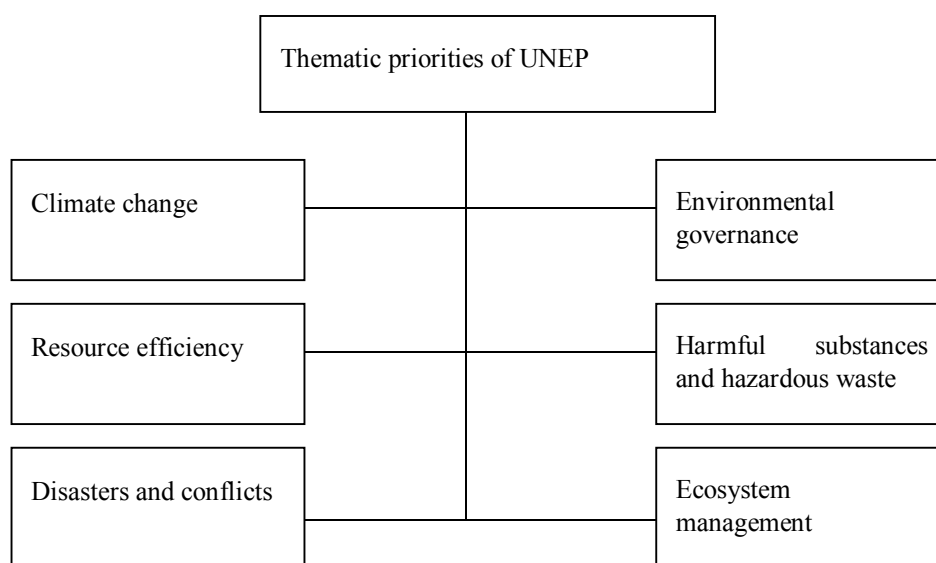 Thematic priorities of UNEP
Climate change
Environmental
governance
Resource efficiency
Harmful substances
and hazardous waste
Disasters and conflicts
Ecosystem
management